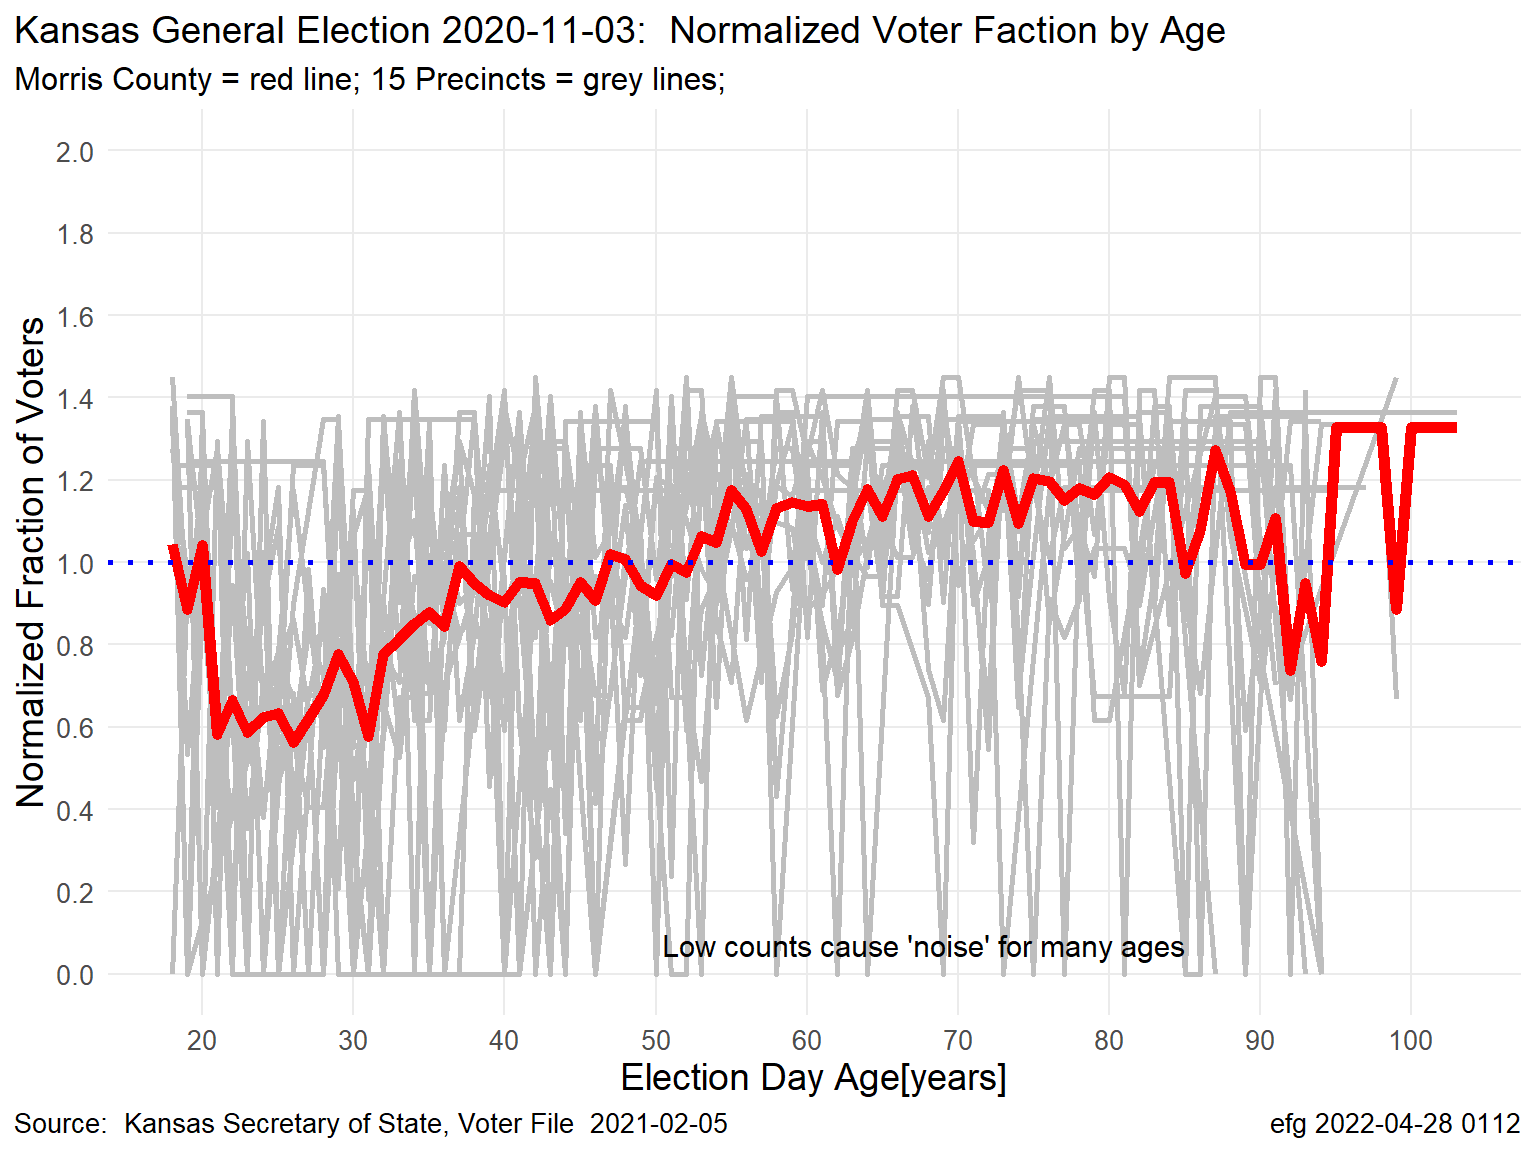 Kansas General Election 2020-11-03:  Normalized Voter Faction by Age
Morris County = red line; 15 Precincts = grey lines;
Normalized Fraction of Voters
2.0
1.8
1.6
1.4
1.2
1.0
0.8
0.6
0.4
0.2
0.0
Low counts cause 'noise' for many ages
20 30 40 50 60 70 80 90 100
Election Day Age[years]
Source:  Kansas Secretary of State, Voter File  2021-02-05
efg 2022-04-28 0112